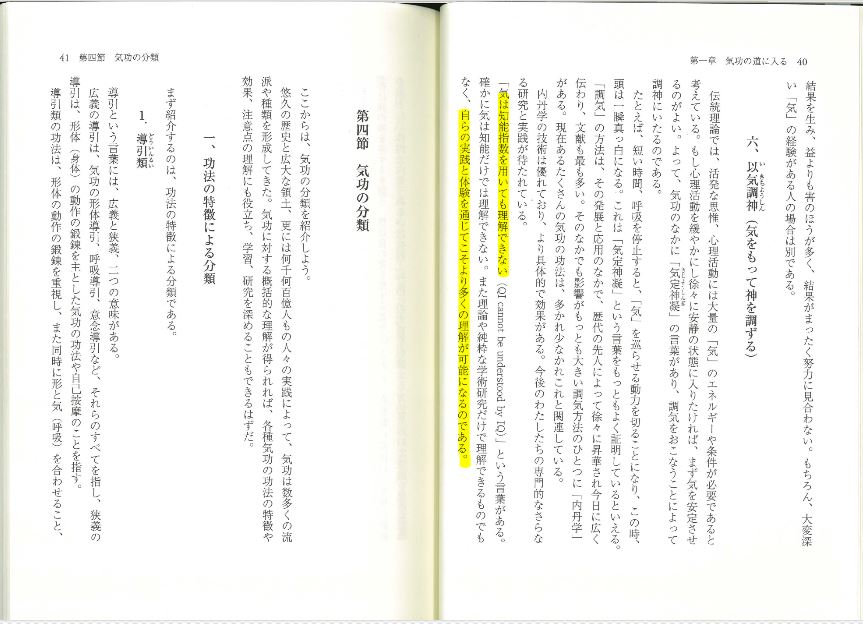 第一章　気功の道に入る　40
結果を生み、益よりも害のほうが多く、結果がまったく努力に見合わない。もちろん、大変深
い「気」の経験がある人の場合は別である。
六、以気調神（気をもって神を調ずる）
伝統理論では、活発な思惟、心理活動には大量の「気」のエネルギーや条件が必要であると
考えている。もし心理活動を緩やかにし徐々に安静の状態に入りたければ、まず気を安定させ
るのがよい。よって、気功のなかに「気定神凝」の言葉があり、調気をおこなうことによって
調神にいたるのである。
たとえば、短い時間、呼吸を停止すると、「気」を巡らせる動力を切ることになり、この時、
頭は一瞬真っ白になる。これは「気定神凝」という言葉をもっともよく証明しているといえる。
「調気」の方法は、その発展と応用のなかで、歴代の先人によって徐々に昇華され今日に広く
伝わり、文献も最も多い。そのなかでも影響がもっとも大きい調気方法のひとつに「内丹学」
がある。現在あるたくさんの気功の功法は、多かれ少なかれこれと関連している。
内丹学の技術は優れており、より具体的で効果がある。今後のわたしたちの専門的なさらな
る研究と実践が待たれている。
「気は知能指数を用いても理解できない（QI cannot be understood by IQ）」という言葉がある。
確かに気は知能だけでは理解できない。また理論や純粋な学術研究だけで理解できるものでも
なく、自らの実践と体験を通じてこそより多くの理解が可能になるのである。
41　第四節　気功の分類
第四節　気功の分類
ここからは、気功の分類を紹介しよう。
悠久の歴史と広大な領土、更には何千何百億人もの人々の実践によって、気功は数多くの流
派や種類を形成してきた。気功に対する概括的な理解が得られれば、各種気功の功法の特徴や
効果、注意点の理解にも役立ち、学習、研究を深めることもできるはずだ。
一、功法の特徴による分類
まず紹介するのは、功法の特徴による分類である。
1．導引類
導引という言葉には、広義と狭義、二つの意味がある。
広義の導引は、気功の形体導引、呼吸導引、意念導引など、それらのすべてを指し、狭義の
導引は、形体（身体）の動作の鍛錬を主とした気功の功法や自己按摩のことを指す。
導引類の功法は、形体の動作の鍛錬を重視し、また同時に形と気（呼吸）を合わせること、